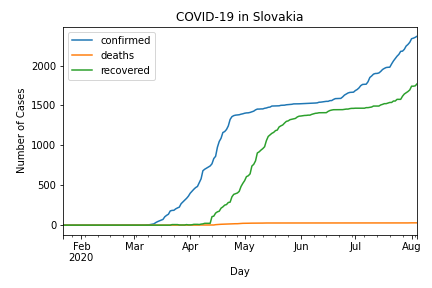 COVID-19 in Slovakia
confirmed
deaths
recovered
Number of Cases
2000
1500
1000
500
0
Feb Mar Apr May Jun Jul Aug
2020
Day